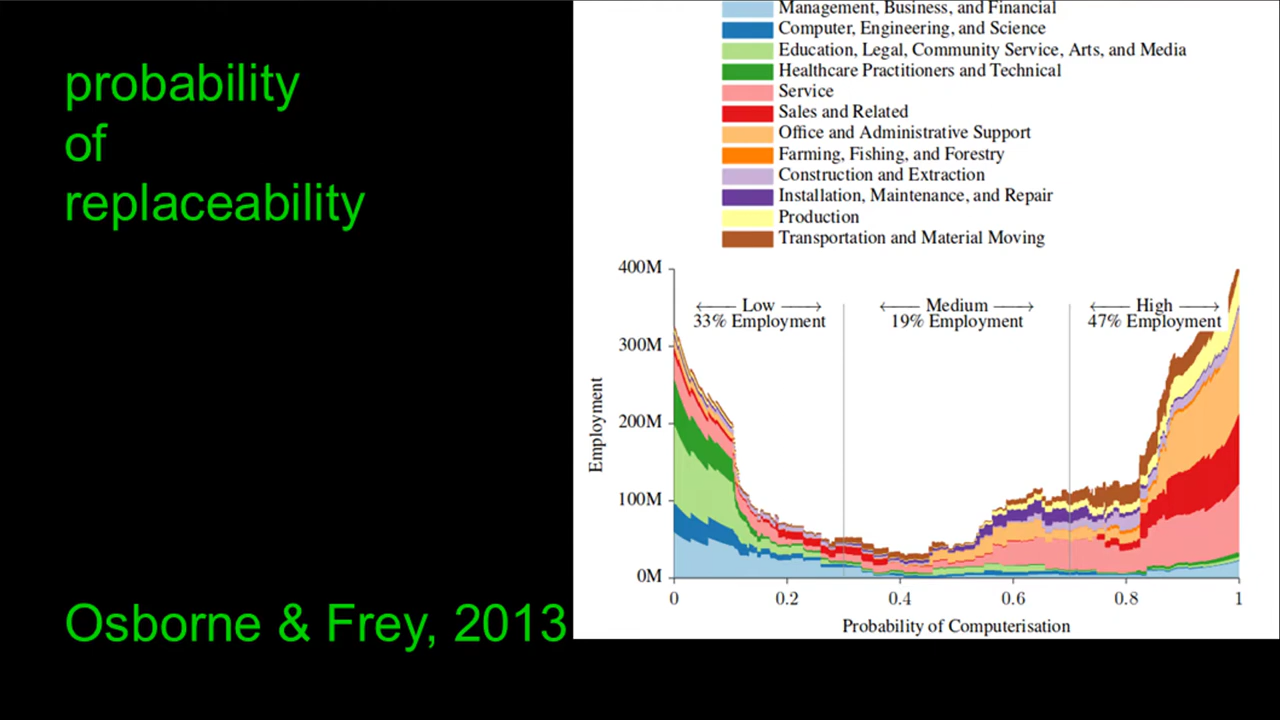 probability
of
replaceability
Osborne & Frey, 2013
Management, Business, and Financial
Computer, Engineering, and Science
Education, Legal, Community Service, Arts, and Media
Healthcare Practitioners and Technical
Service
Sales and Related
Office and Administrative Support
Farming, Fishing, and Forestry
Construction and Extraction
Installation, Maintenance, and Repair
Production
Transportation and Material Moving
400M
300M
200M
100M
0M
Employment
← Low →
33% Employment
← Medium →
19% Employment
← High →
47% Employment
0 0.2 0.4 0.6 0.8 1
Probability of Computerisation